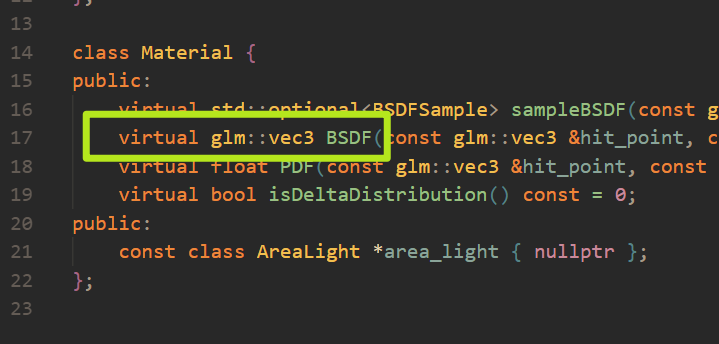 13
14 class Material {
15 public:
16 virtual std::optional<BSDFSample> sampleBSDF(const g
17 virtual glm::vec3 BSDF(const glm::vec3 &hit_point, c
18 virtual float PDF(const glm::vec3 &hit_point, const
19 virtual bool isDeltaDistribution() const = 0;
20 public:
21 const class AreaLight *area_light { nullptr };
22 };
23